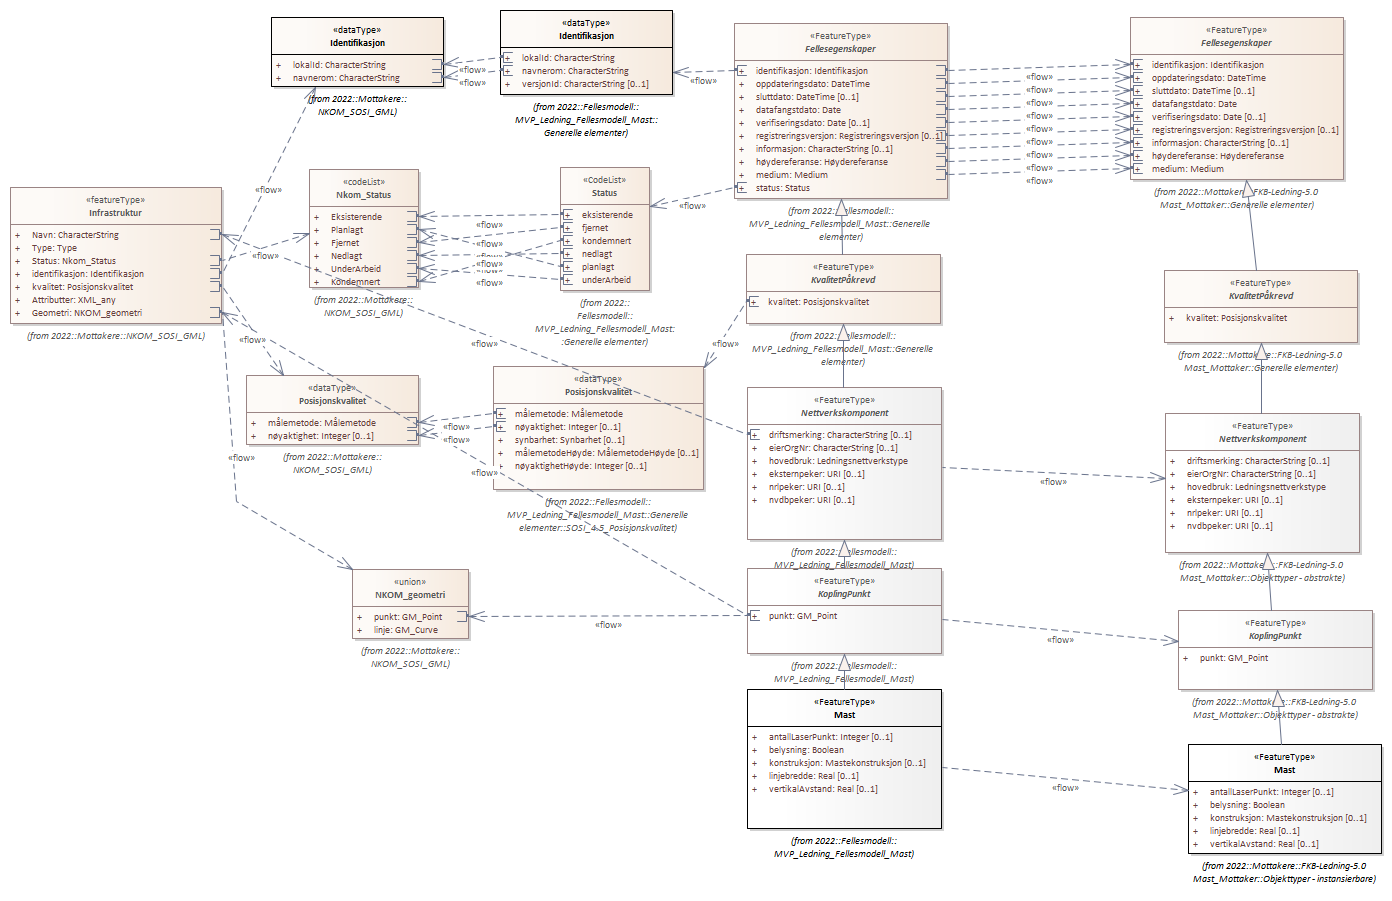 «dataType»
Identifikasjon
+ lokalId: CharacterString
+ navnerom: CharacterString
(from 2022::Mottakere::
NKOM_SOSI_GML)
«dataType»
Identifikasjon
+ lokalId: CharacterString
+ navnerom: CharacterString
+ versjonId: CharacterString [0..1]
(from 2022::Fellesmodell::
MVP_Ledning_Fellesmodell_Mast::
Generelle elementer)
«FeatureType»
Fellesegenskaper
+ identifikasjon: Identifikasjon
+ oppdateringsdato: DateTime
+ sluttdato: DateTime [0..1]
+ datafangstdato: Date
+ verifiseringsdato: Date [0..1]
+ registreringsversjon: Registreringsversjon [0..1]
+ informasjon: CharacterString [0..1]
+ høydereferanse: Høydereferanse
+ medium: Medium
+ status: Status
(from 2022::Fellesmodell::
MVP_Ledning_Fellesmodell_Mast::Generelle
elementer)
«FeatureType»
Fellesegenskaper
+ identifikasjon: Identifikasjon
+ oppdateringsdato: DateTime
+ sluttdato: DateTime [0..1]
+ datafangstdato: Date
+ verifiseringsdato: Date [0..1]
+ registreringsversjon: Registreringsversjon [0..1]
+ informasjon: CharacterString [0..1]
+ høydereferanse: Høydereferanse
+ medium: Medium
(from 2022::Mottakere::FKB-Ledning-5.0
Mast_Mottaker::Generelle elementer)
«flow»
«flow»
«flow»
«flow»
«flow»
«flow»
«flow»
«flow»
«flow»
«flow»
«flow»
«flow»
«featureType»
Infrastruktur
+ Navn: CharacterString
+ Type: Type
+ Status: Nkom_Status
+ identifikasjon: Identifikasjon
+ kvalitet: Posisjonskvalitet
+ Attributter: XML_any
+ Geometri: NKOM_geometri
(from 2022::Mottakere::NKOM_SOSI_GML)
«flow»
«flow»
«codeList»
Nkom_Status
+ Eksisterende
+ Planlagt
+ Fjernet
+ Nedlagt
+ UnderArbeid
+ Kondemnert
(from 2022::Mottakere::
NKOM_SOSI_GML)
«flow»
«flow»
«flow»
«flow»
«flow»
«flow»
«CodeList»
Status
+ eksisterende
+ fjernet
+ kondemnert
+ nedlagt
+ planlagt
+ underArbeid
(from 2022::
Fellesmodell::
MVP_Ledning_Fellesmodell_Mast:
:Generelle elementer)
«flow»
«FeatureType»
KvalitetPåkrevd
+ kvalitet: Posisjonskvalitet
(from 2022::Fellesmodell::
MVP_Ledning_Fellesmodell_Mast::Generelle
elementer)
«FeatureType»
KvalitetPåkrevd
+ kvalitet: Posisjonskvalitet
(from 2022::Mottakere::FKB-Ledning-5.0
Mast_Mottaker::Generelle elementer)
«flow»
«flow»
«flow»
«dataType»
Posisjonskvalitet
+ målemetode: Målemetode
+ nøyaktighet: Integer [0..1]
(from 2022::Mottakere::
NKOM_SOSI_GML)
«flow»
«flow»
«flow»
«flow»
«dataType»
Posisjonskvalitet
+ målemetode: Målemetode
+ nøyaktighet: Integer [0..1]
+ synbarhet: Synbarhet [0..1]
+ målemetodeHøyde: MålemetodeHøyde [0..1]
+ nøyaktighetHøyde: Integer [0..1]
(from 2022::Fellesmodell::
MVP_Ledning_Fellesmodell_Mast::Generelle
elementer::SOSI_4.5_Posisjonskvalitet)
«FeatureType»
Nettverkskomponent
+ driftsmerking: CharacterString [0..1]
+ eierOrgNr: CharacterString [0..1]
+ hovedbruk: Ledningsnettverkstype
+ eksternpeker: URI [0..1]
+ nrlpeker: URI [0..1]
+ nvdbpeker: URI [0..1]
(from 2022::Fellesmodell::
MVP_Ledning_Fellesmodell_Mast)
«flow»
«FeatureType»
Nettverkskomponent
+ driftsmerking: CharacterString [0..1]
+ eierOrgNr: CharacterString [0..1]
+ hovedbruk: Ledningsnettverkstype
+ eksternpeker: URI [0..1]
+ nrlpeker: URI [0..1]
+ nvdbpeker: URI [0..1]
(from 2022::Mottakere::FKB-Ledning-5.0
Mast_Mottaker::Objekttyper - abstrakte)
«union»
NKOM_geometri
+ punkt: GM_Point
+ linje: GM_Curve
(from 2022::Mottakere::
NKOM_SOSI_GML)
«flow»
«FeatureType»
KoplingPunkt
+ punkt: GM_Point
(from 2022::Fellesmodell::
MVP_Ledning_Fellesmodell_Mast)
«flow»
«FeatureType»
KoplingPunkt
+ punkt: GM_Point
(from 2022::Mottakere::FKB-Ledning-5.0
Mast_Mottaker::Objekttyper - abstrakte)
«FeatureType»
Mast
+ antallLaserPunkt: Integer [0..1]
+ belysning: Boolean
+ konstruksjon: Mastekonstruksjon [0..1]
+ linjebredde: Real [0..1]
+ vertikalAvstand: Real [0..1]
(from 2022::Fellesmodell::
MVP_Ledning_Fellesmodell_Mast)
«flow»
«FeatureType»
Mast
+ antallLaserPunkt: Integer [0..1]
+ belysning: Boolean
+ konstruksjon: Mastekonstruksjon [0..1]
+ linjebredde: Real [0..1]
+ vertikalAvstand: Real [0..1]
(from 2022::Mottakere::FKB-Ledning-5.0
Mast_Mottaker::Objekttyper - instansierbare)